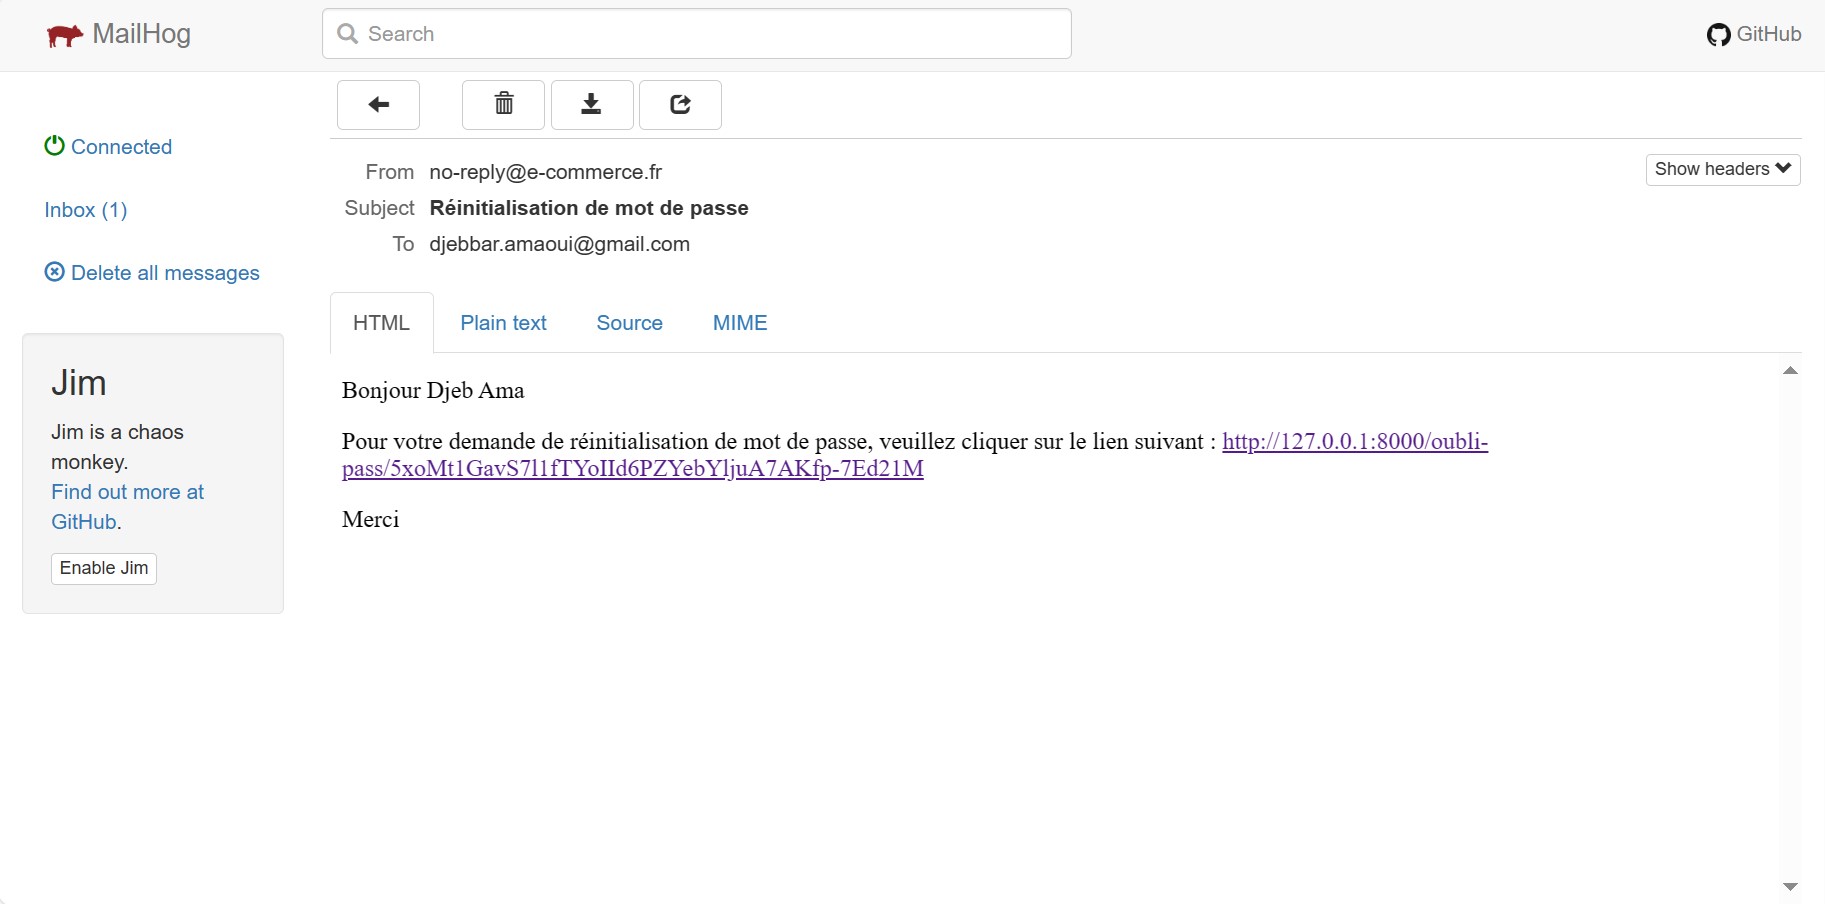 MailHog
Search
GitHub
Connected
Inbox (1)
Delete all messages
Jim
Jim is a chaos
monkey.
Find out more at
GitHub.
Enable Jim
From no-reply@e-commerce.fr
Show headers
Subject Réinitialisation de mot de passe
To djebbar.amaoui@gmail.com
HTML Plain text Source MIME
Bonjour Djeb Ama
Pour votre demande de réinitialisation de mot de passe, veuillez cliquer sur le lien suivant : http://127.0.0.1:8000/oubli-
pass/5xoMt1GavS7l1fTYoIId6PZYebYljuA7AKfp-7Ed21M
Merci